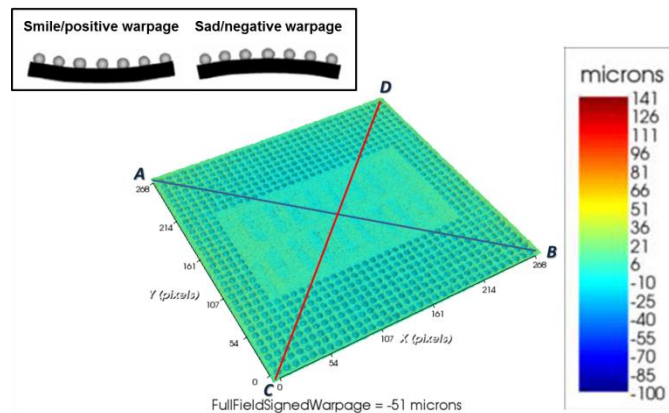 Smile/positive warpage
Sad/negative warpage
D
A
B
C
268
214
161
107
54
0
Y (pixels)
0
54
107
161
214
268
X (pixels)
FullFieldSignedWarpage = -51 microns
microns
141
126
111
96
81
66
51
36
21
6
-10
-25
-40
-55
-70
-85
-100